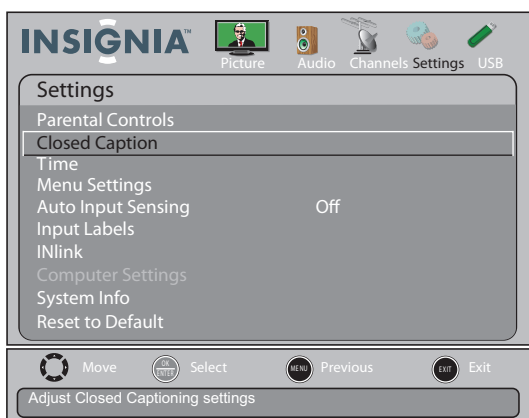 INSIGNIA™
Picture Audio Channels Settings USB
Settings
Parental Controls
Closed Caption
Time
Menu Settings
Auto Input Sensing Off
Input Labels
INlink
Computer Settings
System Info
Reset to Default
Move OK ENTER Select MENU Previous EXIT Exit
Adjust Closed Captioning settings